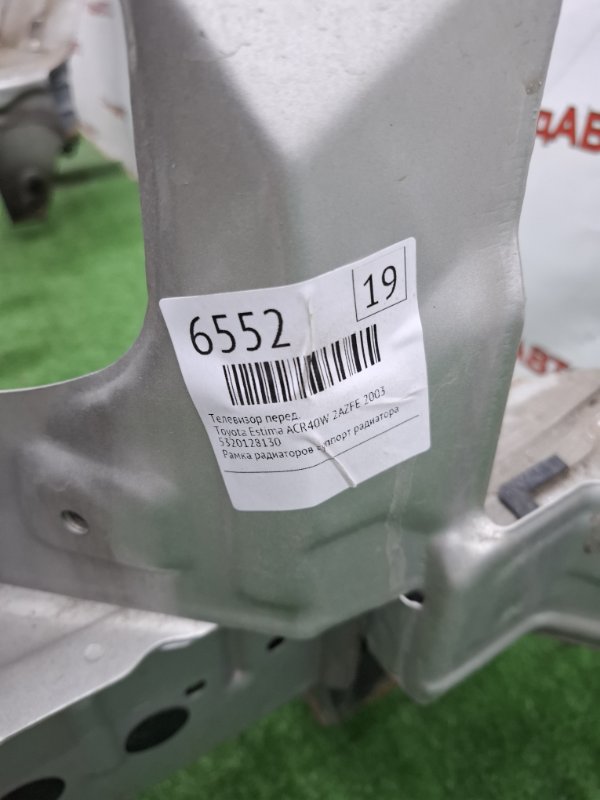 6552 19
Телевизор перед.
Toyota Estima ACR40W 2AZFE 2003
5320128130
Рамка радиаторов суппорт радиатора